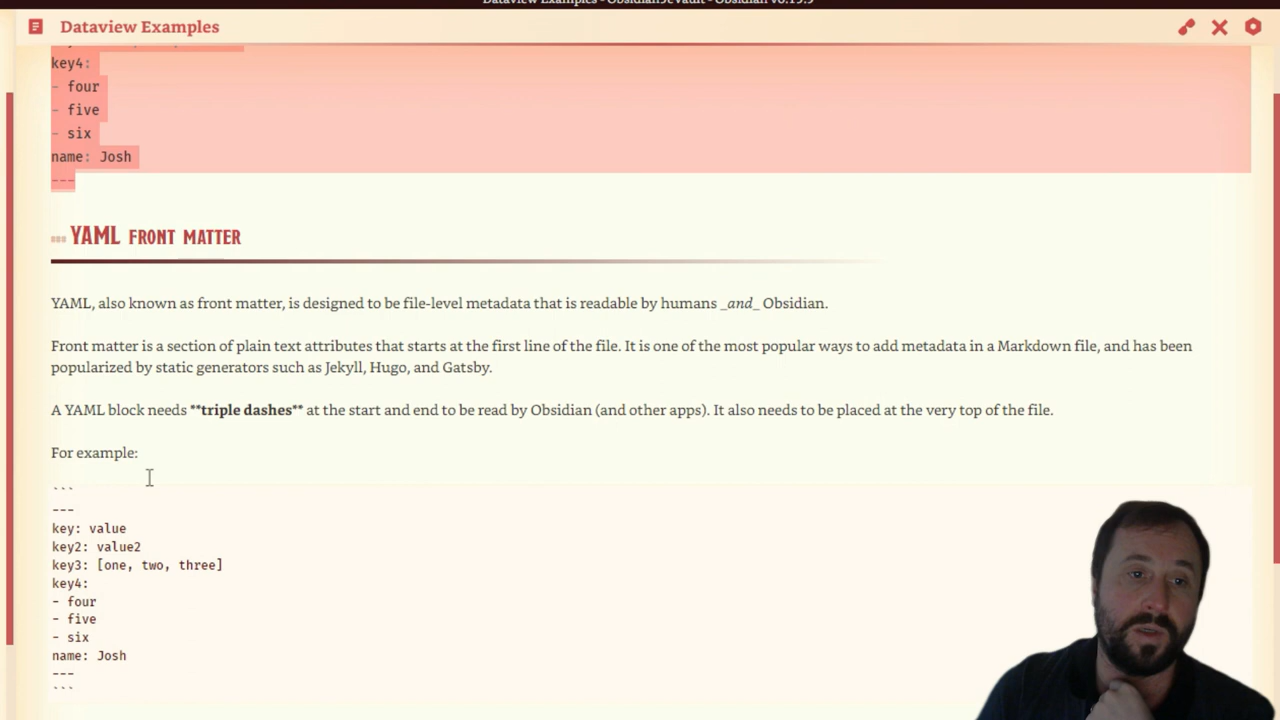 Dataview Examples
key4:
- four
- five
- six
name: Josh
---
YAML FRONT MATTER
YAML, also known as front matter, is designed to be file-level metadata that is readable by humans _and_ Obsidian.
Front matter is a section of plain text attributes that starts at the first line of the file. It is one of the most popular ways to add metadata in a Markdown file, and has been
popularized by static generators such as Jekyll, Hugo, and Gatsby.
A YAML block needs **triple dashes** at the start and end to be read by Obsidian (and other apps). It also needs to be placed at the very top of the file.
For example:
```
---
key: value
key2: value2
key3: [one, two, three]
key4:
- four
- five
- six
name: Josh
---
```